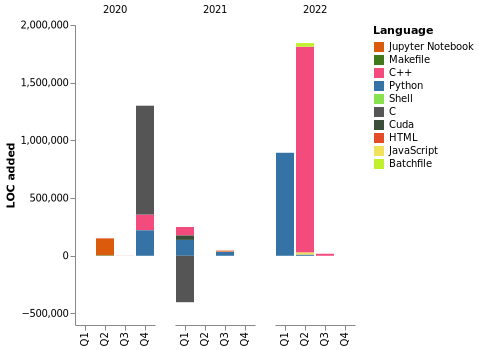 2020 2021 2022
2,000,000
1,500,000
1,000,000
500,000
0
−500,000
LOC added
Q1 Q2 Q3 Q4 Q1 Q2 Q3 Q4 Q1 Q2 Q3 Q4
Language
Jupyter Notebook
Makefile
C++
Python
Shell
C
Cuda
HTML
JavaScript
Batchfile